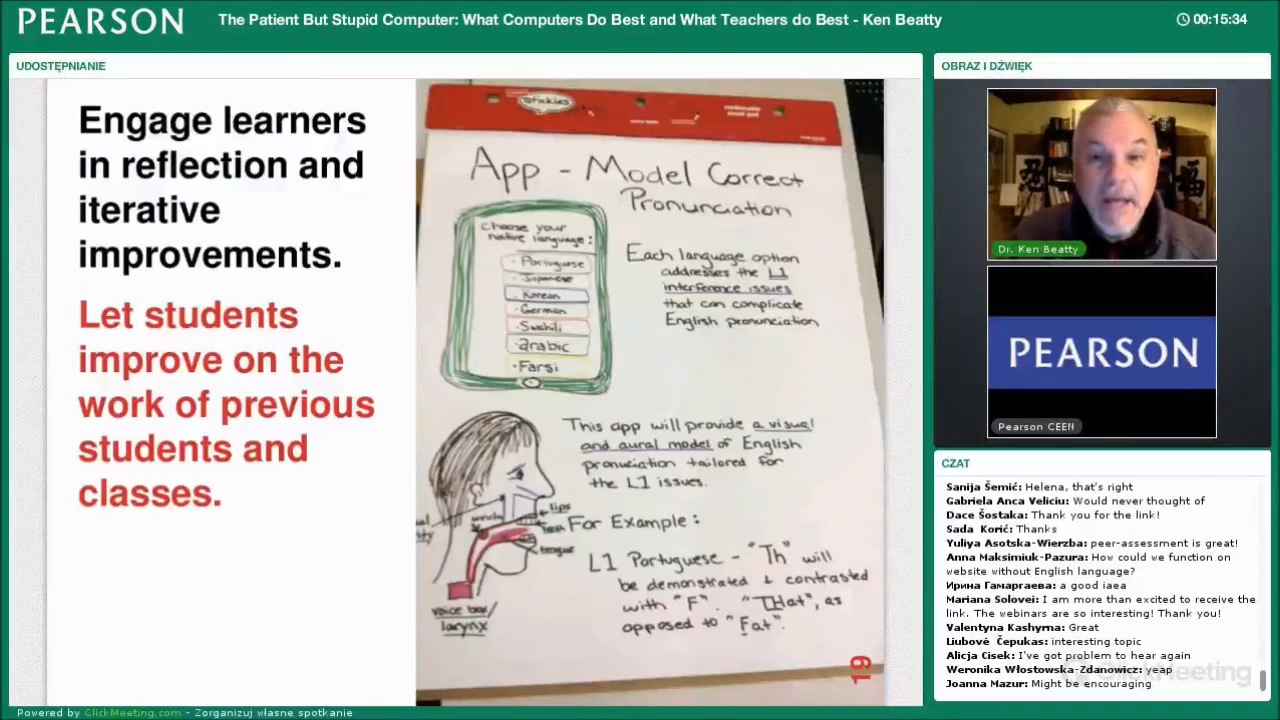 PEARSON
The Patient But Stupid Computer: What Computers Do Best and What Teachers do Best - Ken Beatty
00:15:34
UDOSTĘPNIANIE
Engage learners
in reflection and
iterative
improvements.
Let students
improve on the
work of previous
students and
classes.
stickies
App - Model Correct
Pronunciation
Choose your
native language:
· Portuguese
· Japanese
· Korean
· German
· Swahili
· Arabic
· Farsi
Each language option
addresses the L1
interference issues
that can complicate
English pronunciation
This app will provide a visual
and aural model of English
pronunciation tailored for
the L1 issues.
lips
teeth
tongue
voice box/
larynx
For Example:
L1 Portuguese - "Th" will
be demonstrated & contrasted
with "F". "THat", as
opposed to "Fat".
19
OBRAZ I DŹWIĘK
Dr. Ken Beatty
PEARSON
Pearson CEEN
CZAT
Sanija Šemić: Helena, that's right
Gabriela Anca Veliciu: Would never thought of
Dace Šostaka: Thank you for the link!
Sada Korić: Thanks
Yuliya Asotska-Wierzba: peer-assessment is great!
Anna Maksimiuk-Pazura: How could we function on
website without English language?
Ирина Гамаргаева: a good iaea
Mariana Solovei: I am more than excited to receive the
link. The webinars are so interesting! Thank you!
Valentyna Kashyrna: Great
Liubovė Čepukas: interesting topic
Alicja Cisek: I've got problem to hear again
Weronika Włostowska-Zdanowicz: yeap
Joanna Mazur: Might be encouraging
ClickMeeting
Powered by ClickMeeting.com - Zorganizuj własne spotkanie